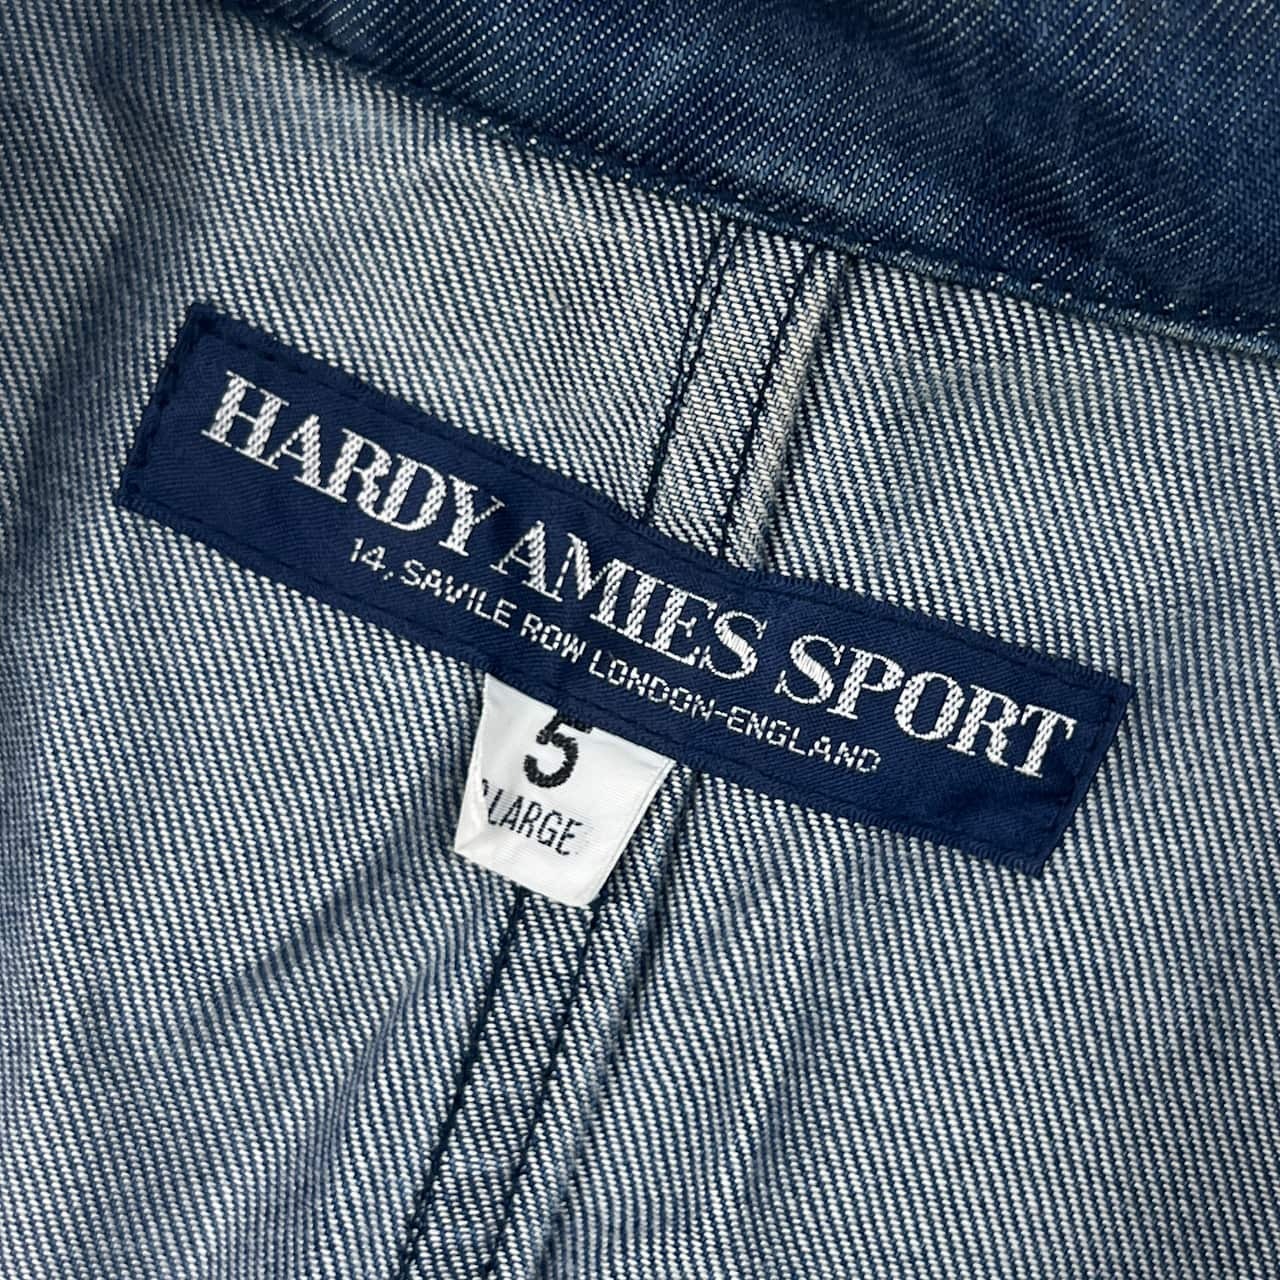 HARDY AMIES SPORT
14, SAVILE ROW LONDON-ENGLAND
5
LARGE